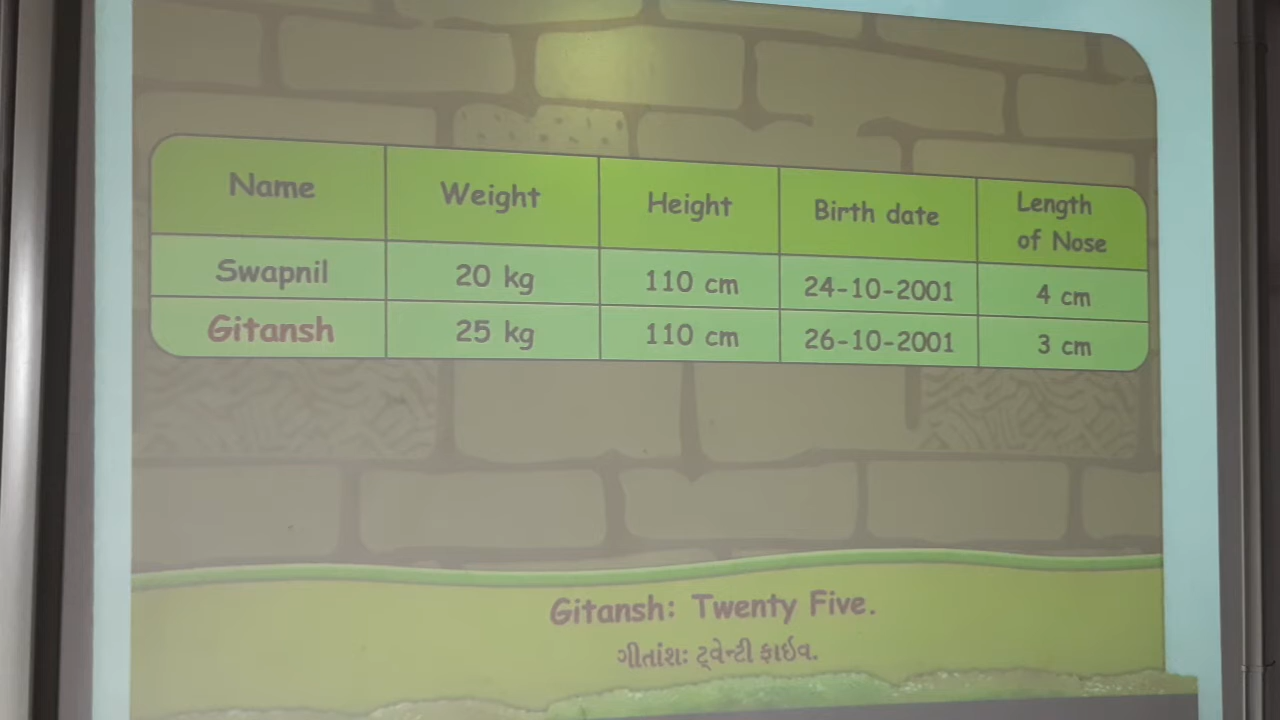 Name Weight Height Birth date Length of Nose
Swapnil 20 kg 110 cm 24-10-2001 4 cm
Gitansh 25 kg 110 cm 26-10-2001 3 cm
Gitansh: Twenty Five.
ગીતાંશઃ ટ્વેન્ટી ફાઇવ.